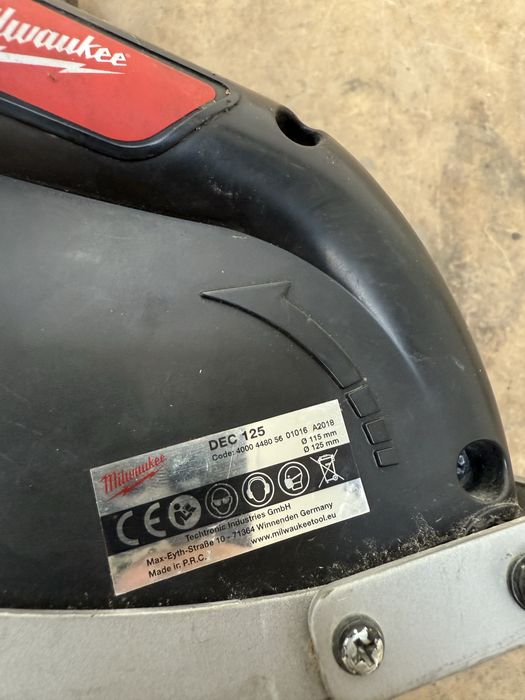 Milwaukee
DEC 125
Code: 4000 4480 56 01016 A2018
Ø 115 mm
Ø 125 mm
Milwaukee
CE
Techtronic Industries GmbH
Max-Eyth-Straße 10 - 71364 Winnenden Germany
Made in P.R.C. www.milwaukeetool.eu